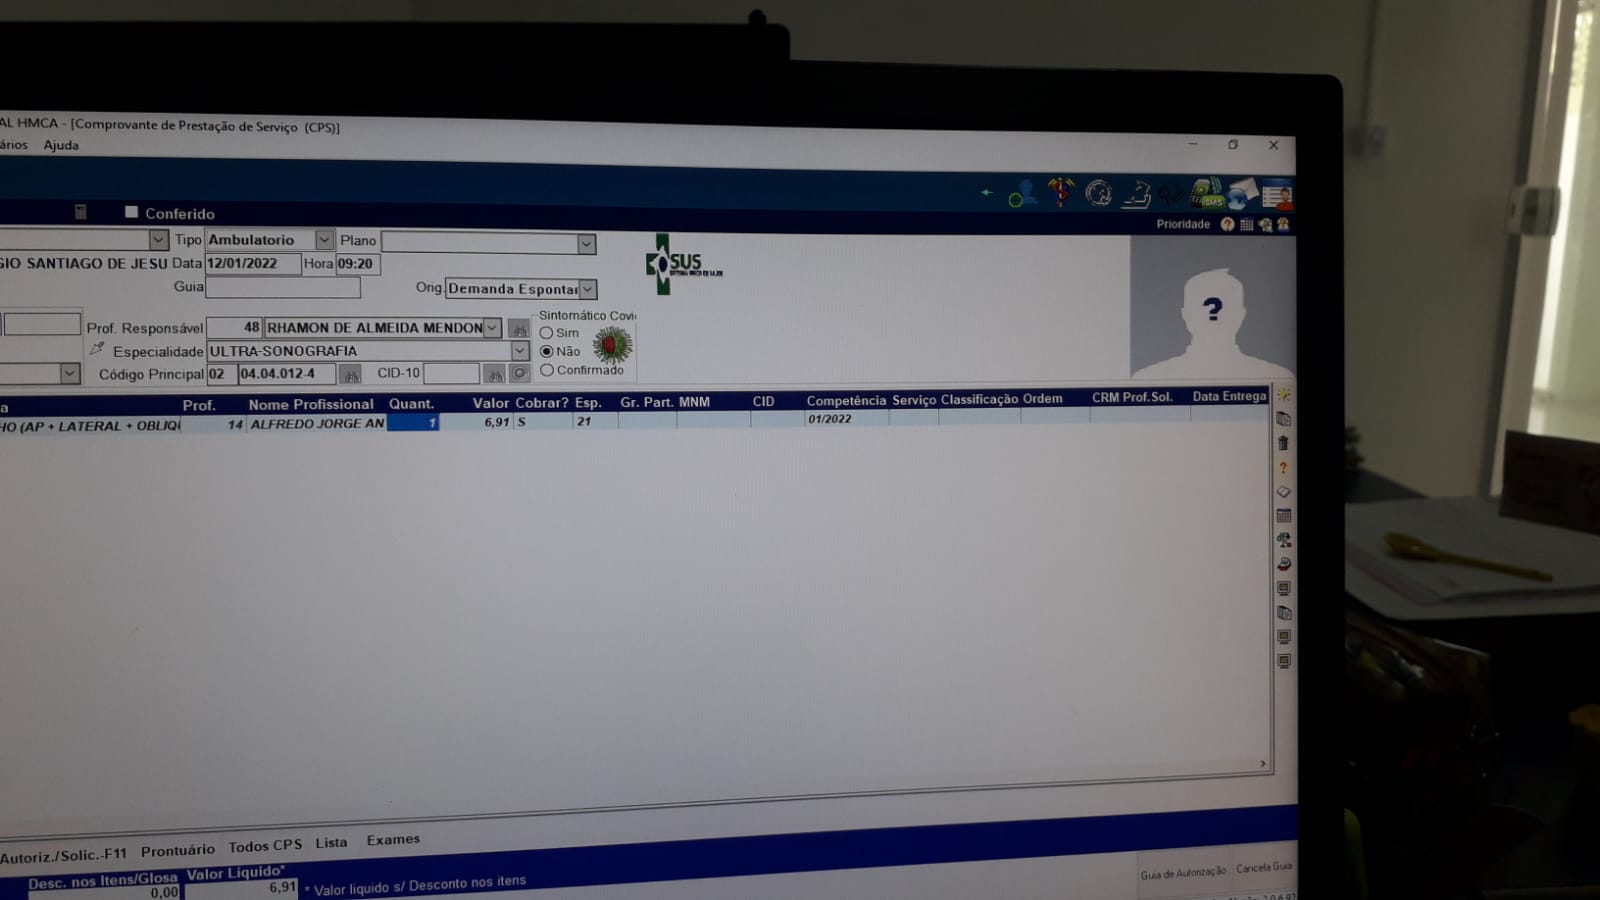 AL HMCA - [Comprovante de Prestação de Serviço (CPS)]
ários Ajuda
SMS
Conferido
Prioridade
Tipo Ambulatorio Plano
GIO SANTIAGO DE JESU Data 12/01/2022 Hora 09:20
SUS
Guia
Orig. Demanda Espontar
Sintomático Covi
Prof. Responsável 48 RHAMON DE ALMEIDA MENDON
Sim
Especialidade ULTRA-SONOGRAFIA
Não
Código Principal 02 04.04.012-4 CID-10
Confirmado
a Prof. Nome Profissional Quant. Valor Cobrar? Esp. Gr. Part. MNM CID Competência Serviço Classificação Ordem CRM Prof.Sol. Data Entrega
HO (AP + LATERAL + OBLIQU 14 ALFREDO JORGE AN 1 6,91 S 21 01/2022
Autoriz./Solic.-F11 Prontuário Todos CPS Lista Exames
Desc. nos Itens/Glosa Valor Liquido*
0,00 6,91 * Valor liquido s/ Desconto nos itens
Guia de Autorização Cancela Guia